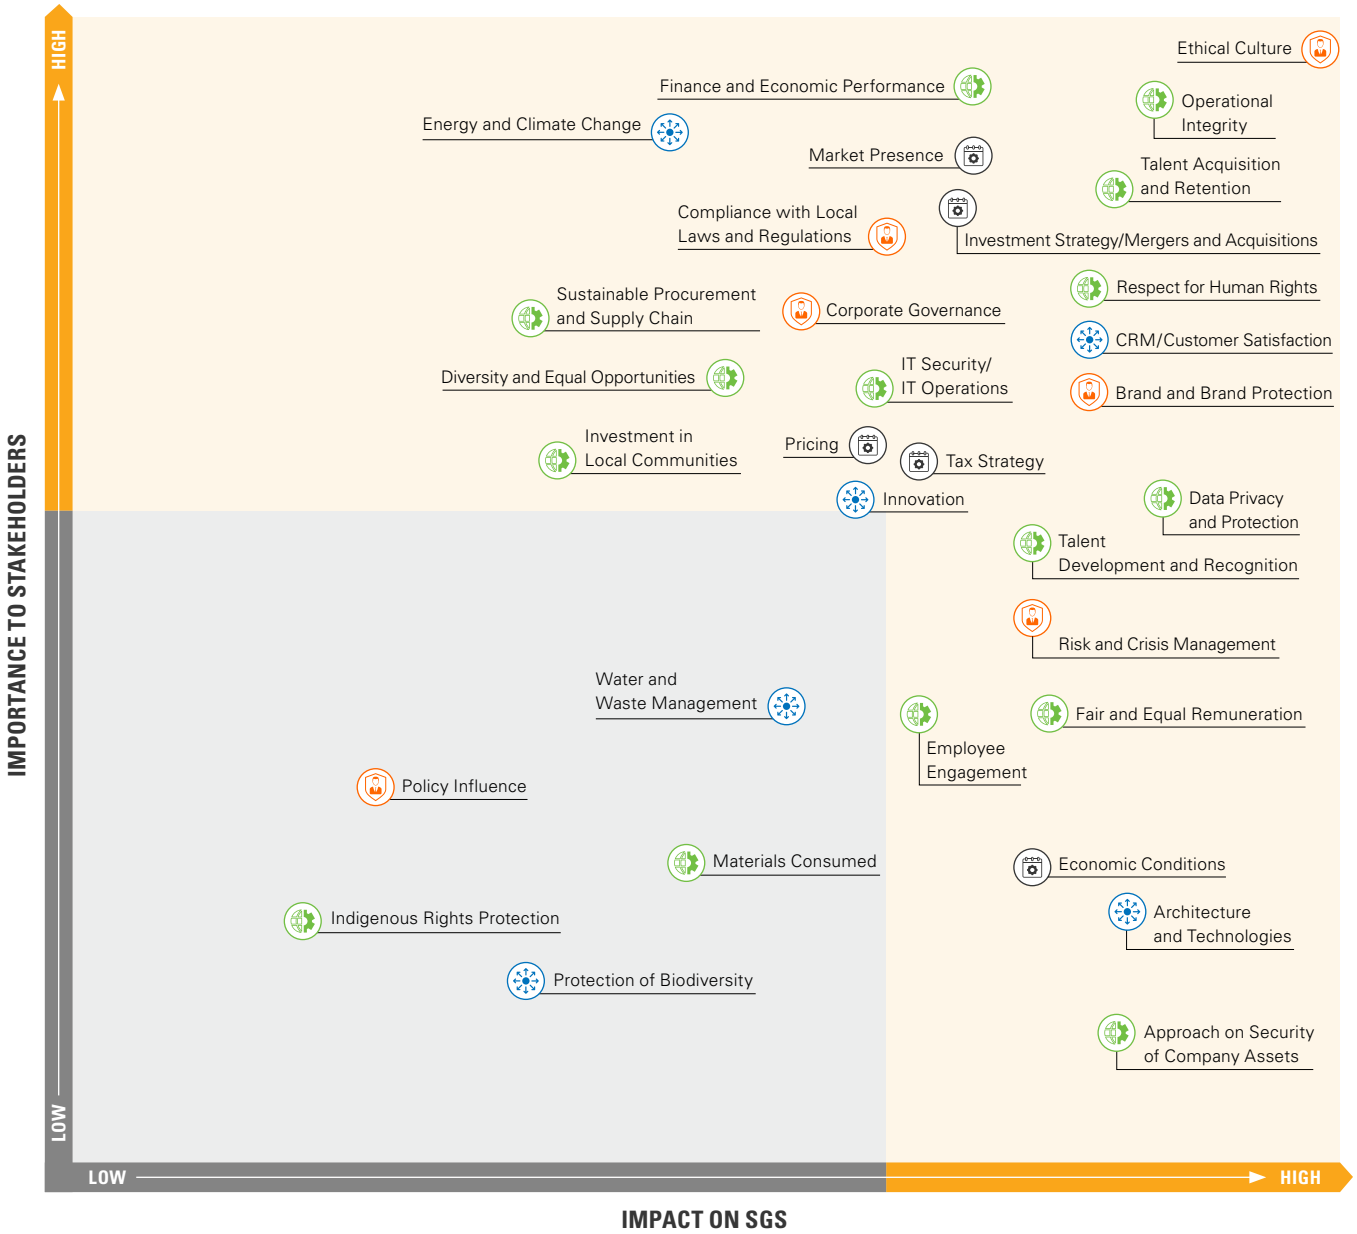 HIGH
Ethical Culture
Finance and Economic Performance
Operational
Integrity
Energy and Climate Change
Market Presence
Talent Acquisition
and Retention
Compliance with Local
Laws and Regulations
Investment Strategy/Mergers and Acquisitions
Respect for Human Rights
Sustainable Procurement
and Supply Chain
Corporate Governance
CRM/Customer Satisfaction
Diversity and Equal Opportunities
IT Security/
IT Operations
Brand and Brand Protection
Investment in
Local Communities
Pricing
Tax Strategy
Innovation
Data Privacy
and Protection
Talent
Development and Recognition
Risk and Crisis Management
Water and
Waste Management
Fair and Equal Remuneration
Employee
Engagement
Policy Influence
Materials Consumed
Economic Conditions
Indigenous Rights Protection
Architecture
and Technologies
Protection of Biodiversity
Approach on Security
of Company Assets
LOW
IMPORTANCE TO STAKEHOLDERS
LOW
HIGH
IMPACT ON SGS